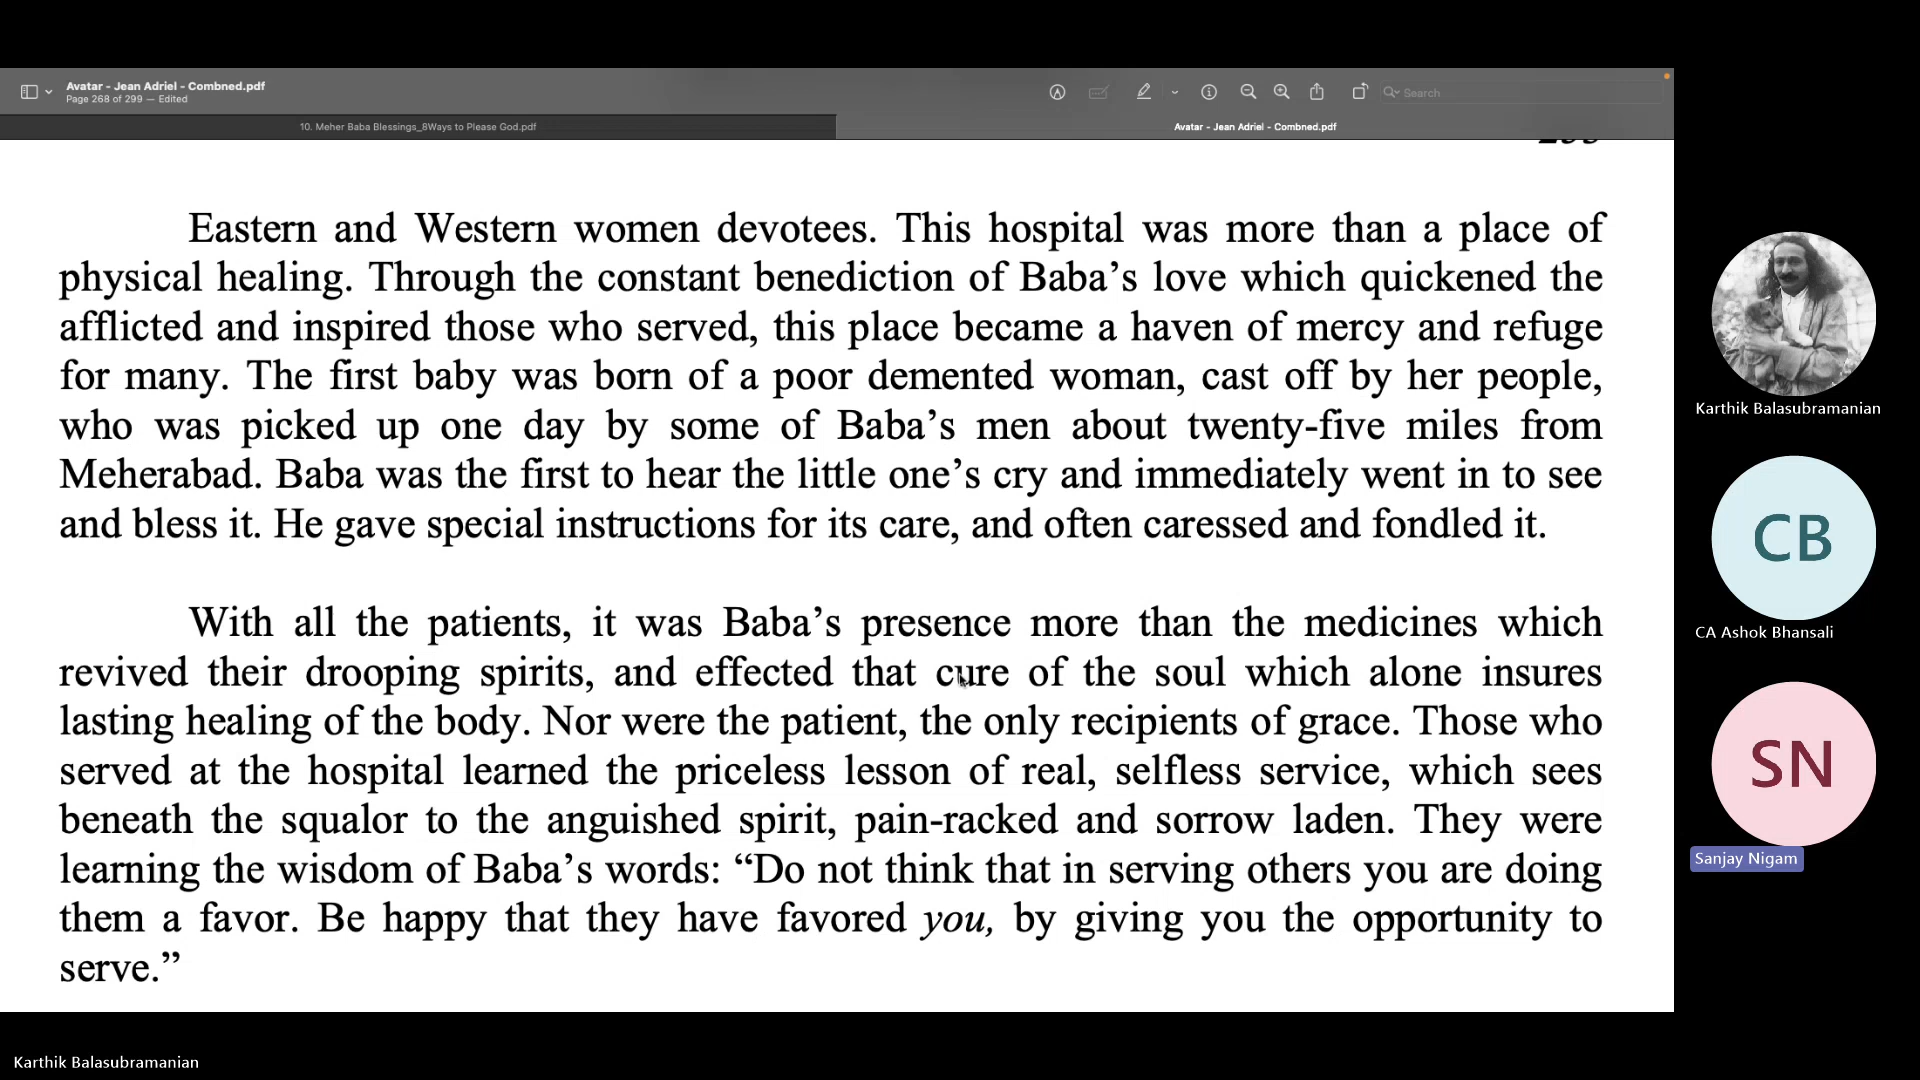 Avatar - Jean Adriel - Combned.pdf
Page 268 of 299 — Edited
Search
10. Meher Baba Blessings_8Ways to Please God.pdf
Avatar - Jean Adriel - Combned.pdf
Eastern and Western women devotees. This hospital was more than a place of
physical healing. Through the constant benediction of Baba’s love which quickened the
afflicted and inspired those who served, this place became a haven of mercy and refuge
for many. The first baby was born of a poor demented woman, cast off by her people,
who was picked up one day by some of Baba’s men about twenty-five miles from
Meherabad. Baba was the first to hear the little one’s cry and immediately went in to see
and bless it. He gave special instructions for its care, and often caressed and fondled it.
With all the patients, it was Baba’s presence more than the medicines which
revived their drooping spirits, and effected that cure of the soul which alone insures
lasting healing of the body. Nor were the patient, the only recipients of grace. Those who
served at the hospital learned the priceless lesson of real, selfless service, which sees
beneath the squalor to the anguished spirit, pain-racked and sorrow laden. They were
learning the wisdom of Baba’s words: “Do not think that in serving others you are doing
them a favor. Be happy that they have favored you, by giving you the opportunity to
serve.”
Karthik Balasubramanian
CB
CA Ashok Bhansali
SN
Sanjay Nigam
Karthik Balasubramanian